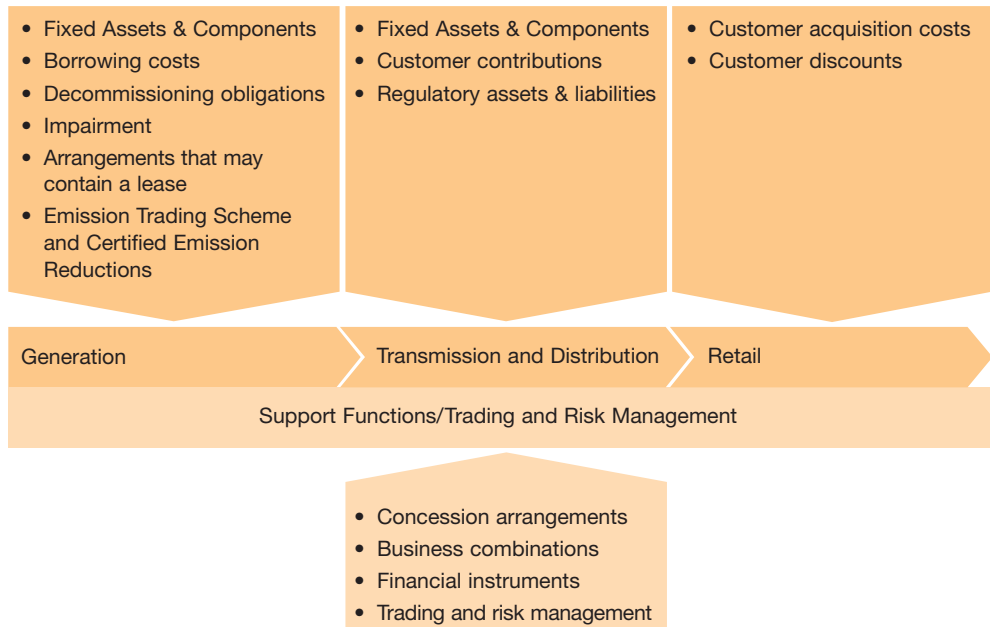 • Fixed Assets & Components
• Borrowing costs
• Decommissioning obligations
• Impairment
• Arrangements that may
contain a lease
• Emission Trading Scheme
and Certified Emission
Reductions
• Fixed Assets & Components
• Customer contributions
• Regulatory assets & liabilities
• Customer acquisition costs
• Customer discounts
Generation
Transmission and Distribution
Retail
Support Functions/Trading and Risk Management
• Concession arrangements
• Business combinations
• Financial instruments
• Trading and risk management